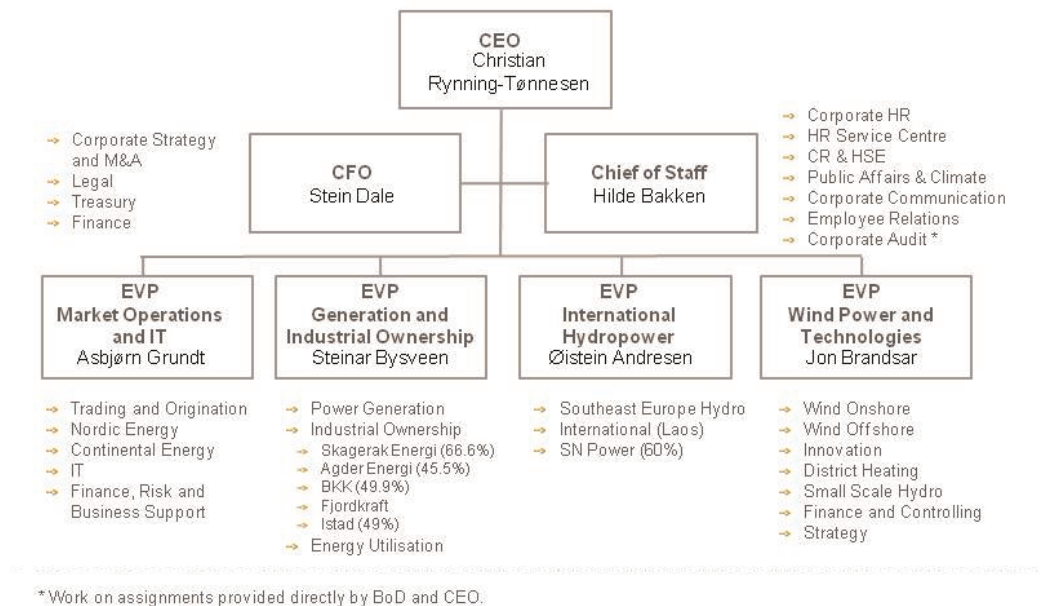 CEO
Christian
Rynning-Tønnesen
Corporate Strategy
and M&A
Legal
Treasury
Finance
CFO
Stein Dale
Chief of Staff
Hilde Bakken
Corporate HR
HR Service Centre
CR & HSE
Public Affairs & Climate
Corporate Communication
Employee Relations
Corporate Audit *
EVP
Market Operations
and IT
Asbjørn Grundt
EVP
Generation and
Industrial Ownership
Steinar Bysveen
EVP
International
Hydropower
Øistein Andresen
EVP
Wind Power and
Technologies
Jon Brandsar
Trading and Origination
Nordic Energy
Continental Energy
IT
Finance, Risk and
Business Support
Power Generation
Industrial Ownership
Skagerak Energi (66.6%)
Agder Energi (45.5%)
BKK (49.9%)
Fjordkraft
Istad (49%)
Energy Utilisation
Southeast Europe Hydro
International (Laos)
SN Power (60%)
Wind Onshore
Wind Offshore
Innovation
District Heating
Small Scale Hydro
Finance and Controlling
Strategy
* Work on assignments provided directly by BoD and CEO.